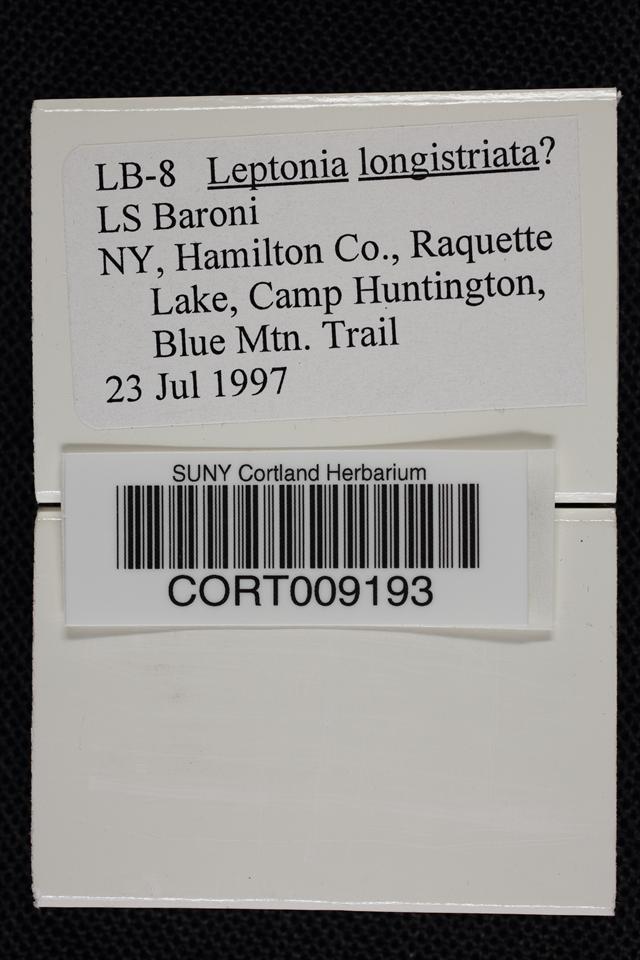 LB-8 Leptonia longistriata?
LS Baroni
NY, Hamilton Co., Raquette
Lake, Camp Huntington,
Blue Mtn. Trail
23 Jul 1997
SUNY Cortland Herbarium
CORT009193